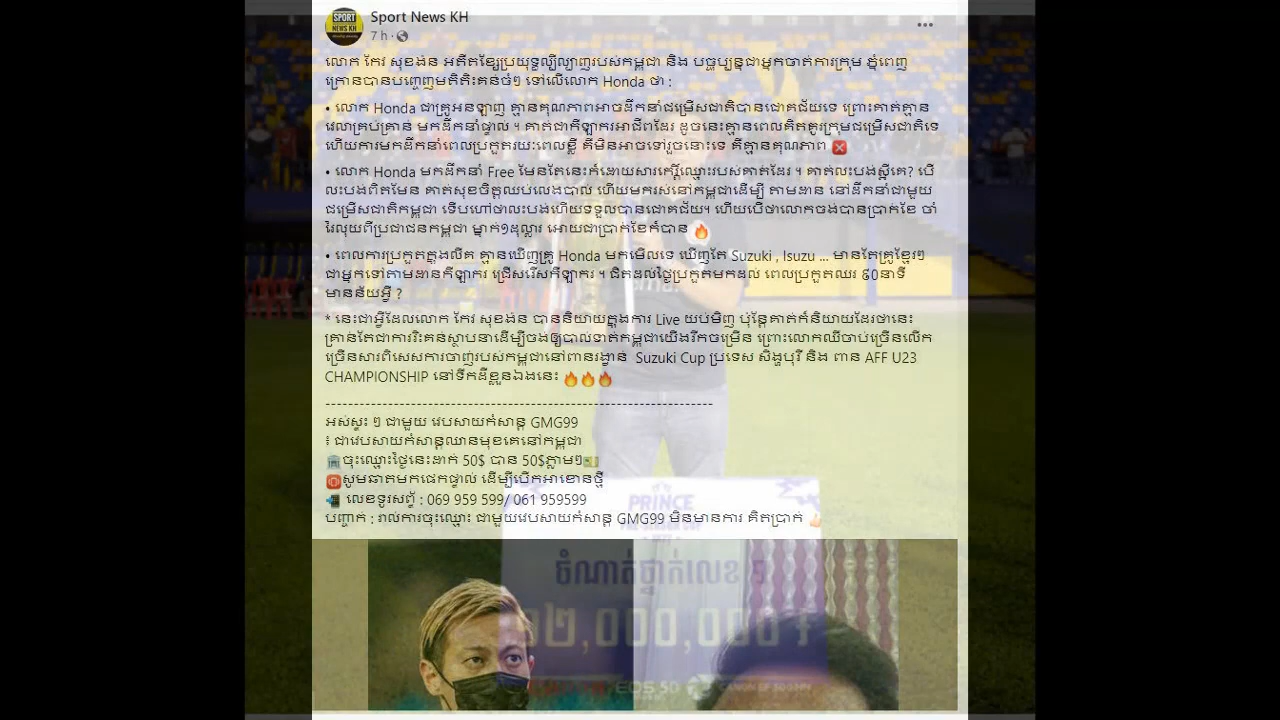 Sport News KH
7 h ·
លោក កែវ សុខង៉ន អតីតខ្សែប្រយុទ្ធល្បីល្បាញរបស់កម្ពុជា និង បច្ចុប្បន្នជាអ្នកចាត់ការក្រុម ភ្នំពេញ
ក្រោនបានបញ្ចេញមតិរិះគន់ចំៗ ទៅលើលោក Honda ថា :
• លោក Honda ជាគ្រូអនឡាញ គ្មានគុណភាពអាចដឹកនាំជម្រើសជាតិបានជោគជ័យទេ ព្រោះគាត់គ្មាន
វេលាគ្រប់គ្រាន់ មកដឹកនាំផ្ទាល់ ។ គាត់ជាកីឡាករអាជីពដែរ ដូចនេះគ្មានពេលគិតគូរក្រុមជម្រើសជាតិទេ
ហើយការមកដឹកនាំពេលប្រកួតរយៈពេលខ្លី គឺមិនអាចទៅរួចនោះទេ គឺគ្មានគុណភាព ❌
• លោក Honda មកដឹកនាំ Free មែនតែនេះក៏ដោយសារកេរ្តិ៍ឈ្មោះរបស់គាត់ដែរ ។ គាត់លះបង់ស្អីគេ? បើ
លះបង់ពិតមែន គាត់សុខចិត្តឈប់លេងបាល់ ហើយមករស់នៅកម្ពុជាដើម្បី តាមដាន នៅដឹកនាំជាមួយ
ជម្រើសជាតិកម្ពុជា ទើបហៅថាលះបង់ហើយទទួលបានជោគជ័យ។ ហើយបើថាលោកចង់បានប្រាក់ខែ ចាំ
រៃលុយពីប្រជាជនកម្ពុជា ម្នាក់១៥ដុល្លារ អោយជាប្រាក់ខែក៏បាន 🔥
• ពេលការប្រកួតក្នុងលីគ គ្មានឃើញគ្រូ Honda មកមើលទេ ឃើញតែ Suzuki , Isuzu ... មានតែគ្រូខ្មែរៗ
ជាអ្នកទៅតាមដានកីឡាករ ជ្រើសរើសកីឡាករ ។ ជិតដល់ថ្ងៃប្រកួតមកដល់ ពេលប្រកួតឈរ ៩០នាទី
មានន័យអ្វី ?
* នេះជាអ្វីដែលលោក កែវ សុខង៉ន បាននិយាយក្នុងការ Live យប់មិញ ប៉ុន្តែគាត់ក៏និយាយដែរថានេះ
គ្រាន់តែជាការរិះគន់ស្ថាបនាដើម្បីចង់ឲ្យបាល់ទាត់កម្ពុជាយើងរីកចម្រើន ព្រោះលោកឈឺចាប់ច្រើនលើក
ច្រើនសារពិសេសការចាញ់របស់កម្ពុជានៅពានរង្វាន់ Suzuki Cup ប្រទេស សិង្ហបុរី និង ពាន AFF U23
CHAMPIONSHIP នៅទឹកដីខ្លួនឯងនេះ 🔥🔥🔥
-------------------------------------------------------------------
អស់ស្ទះ ៗ ជាមួយ វេបសាយកំសាន្ត GMG99
៖ ជាវេបសាយកំសាន្តឈានមុខគេនៅកម្ពុជា
🏦ចុះឈ្មោះថ្ងៃនេះដាក់ 50$ បាន 50$ភ្លាមៗ💵
សូមឆាតមកផេកផ្ទាល់ ដើម្បីបើកអាខោនថ្មី
📲 លេខទូរសព្ទ័ : 069 959 599/ 061 959599
បញ្ចាក់ : រាល់ការចុះឈ្មោះ ជាមួយវេបសាយកំសាន្ត GMG99 មិនមានការ គិតប្រាក់
PRINCE
ចំណាត់ថ្នាក់លេខ
១២,០០០,០០០៛
EOS 5D